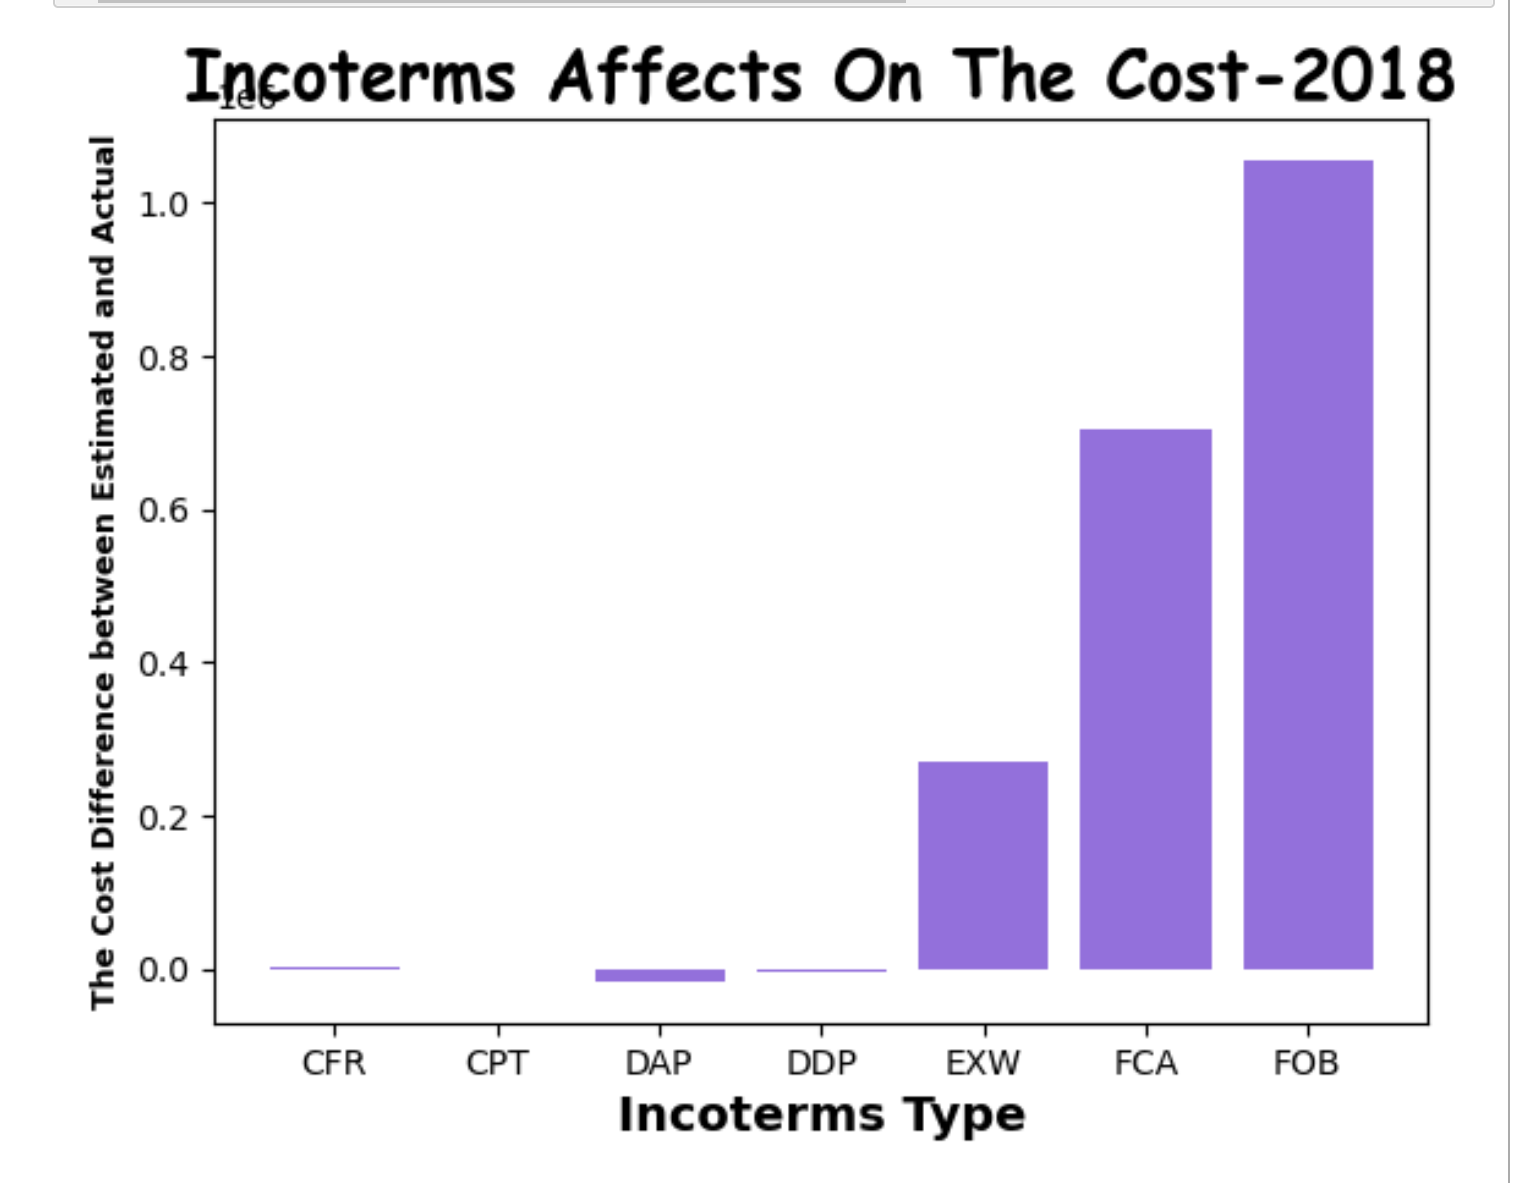 Incoterms Affects On The Cost-2018
1e6
The Cost Difference between Estimated and Actual
1.0
0.8
0.6
0.4
0.2
0.0
CFR CPT DAP DDP EXW FCA FOB
Incoterms Type